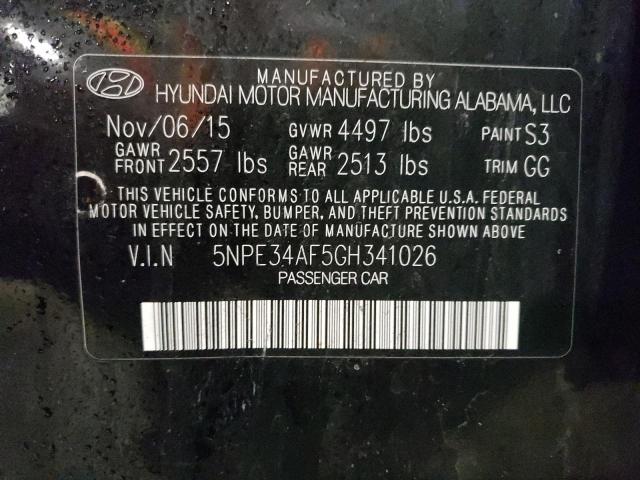 MANUFACTURED BY
HYUNDAI MOTOR MANUFACTURING ALABAMA, LLC
Nov/06/15 GVWR 4497 lbs PAINT S3
GAWR FRONT 2557 lbs GAWR REAR 2513 lbs TRIM GG
THIS VEHICLE CONFORMS TO ALL APPLICABLE U.S.A. FEDERAL
MOTOR VEHICLE SAFETY, BUMPER, AND THEFT PREVENTION STANDARDS
IN EFFECT ON THE DATE OF MANUFACTURE SHOWN ABOVE.
V.I.N 5NPE34AF5GH341026
PASSENGER CAR